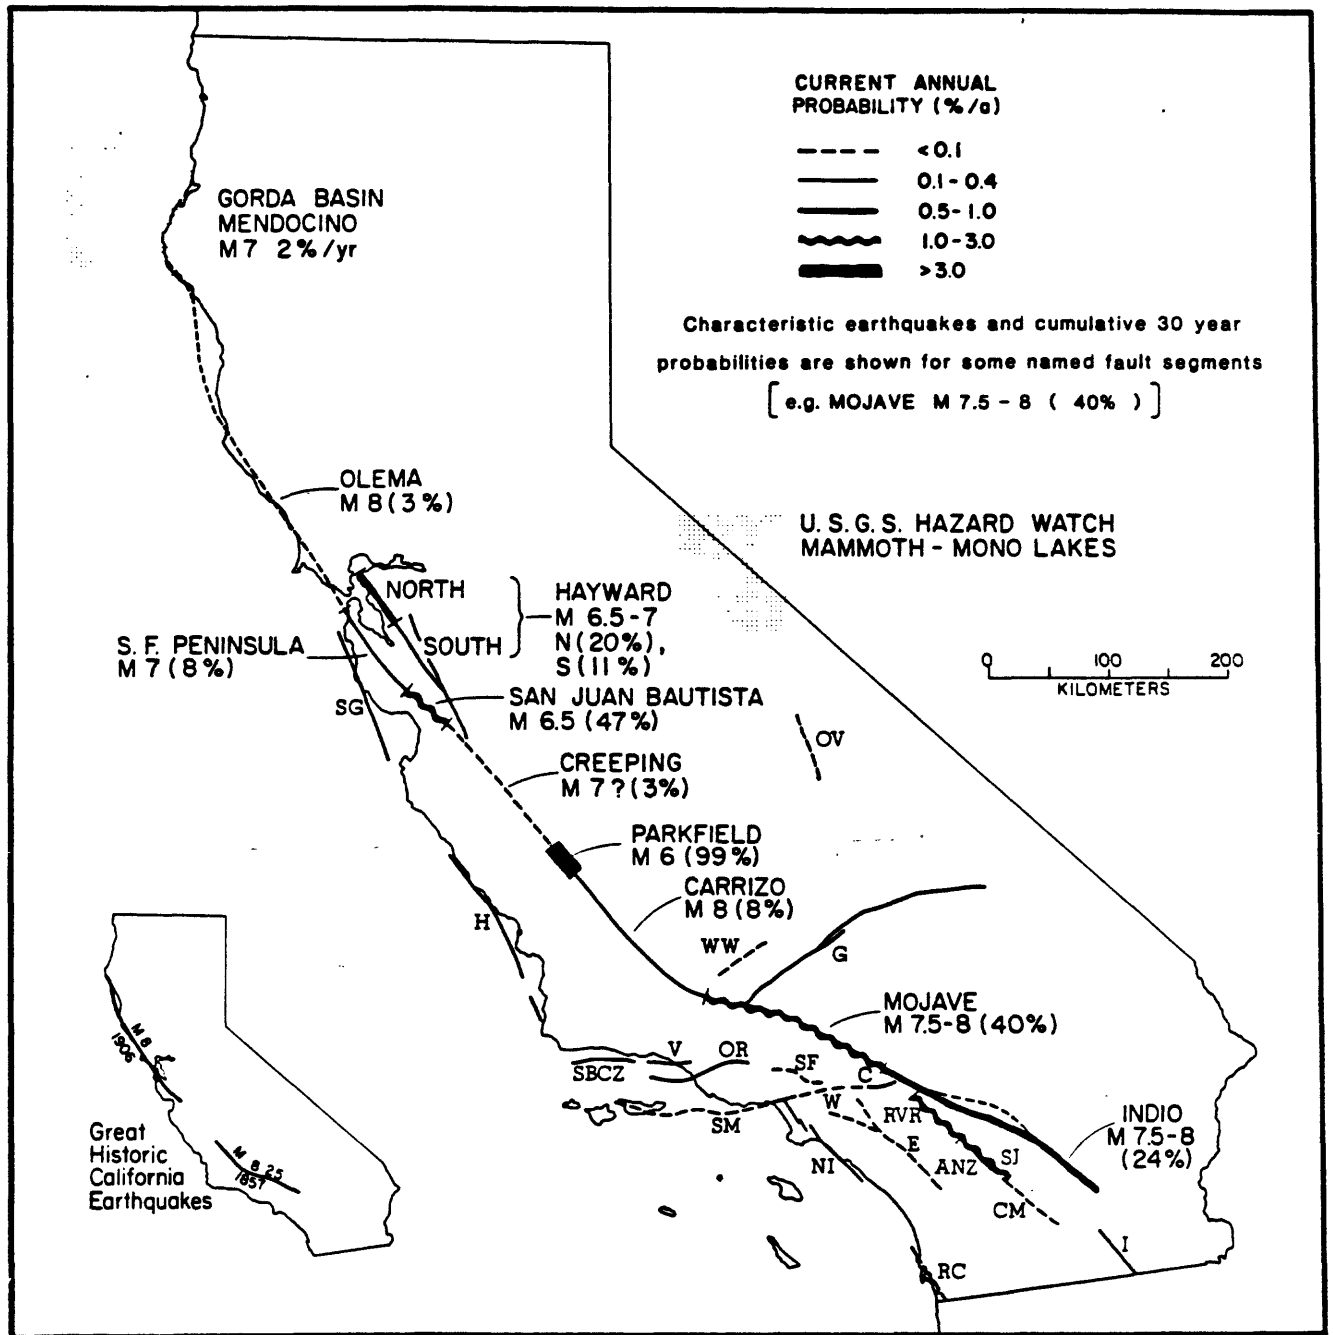 CURRENT ANNUAL
PROBABILITY (%/a)
<0.1
0.1-0.4
0.5-1.0
1.0-3.0
>3.0
Characteristic earthquakes and cumulative 30 year
probabilities are shown for some named fault segments
[e.g. MOJAVE M 7.5 - 8 ( 40% )]
GORDA BASIN
MENDOCINO
M 7 2%/yr
OLEMA
M 8 (3%)
U.S.G.S. HAZARD WATCH
MAMMOTH - MONO LAKES
NORTH
SOUTH
HAYWARD
M 6.5-7
N (20%),
S (11%)
S.F. PENINSULA
M 7 (8%)
0 100 200
KILOMETERS
SG
SAN JUAN BAUTISTA
M 6.5 (47%)
OV
CREEPING
M 7? (3%)
PARKFIELD
M 6 (99%)
CARRIZO
M 8 (8%)
H
WW
G
MOJAVE
M 7.5-8 (40%)
SBCZ
V
OR
SF
C
SM
W
RVR
E
ANZ
SJ
NI
CM
INDIO
M 7.5-8
(24%)
I
RC
M 8
1906
M 8.25
1857
Great
Historic
California
Earthquakes